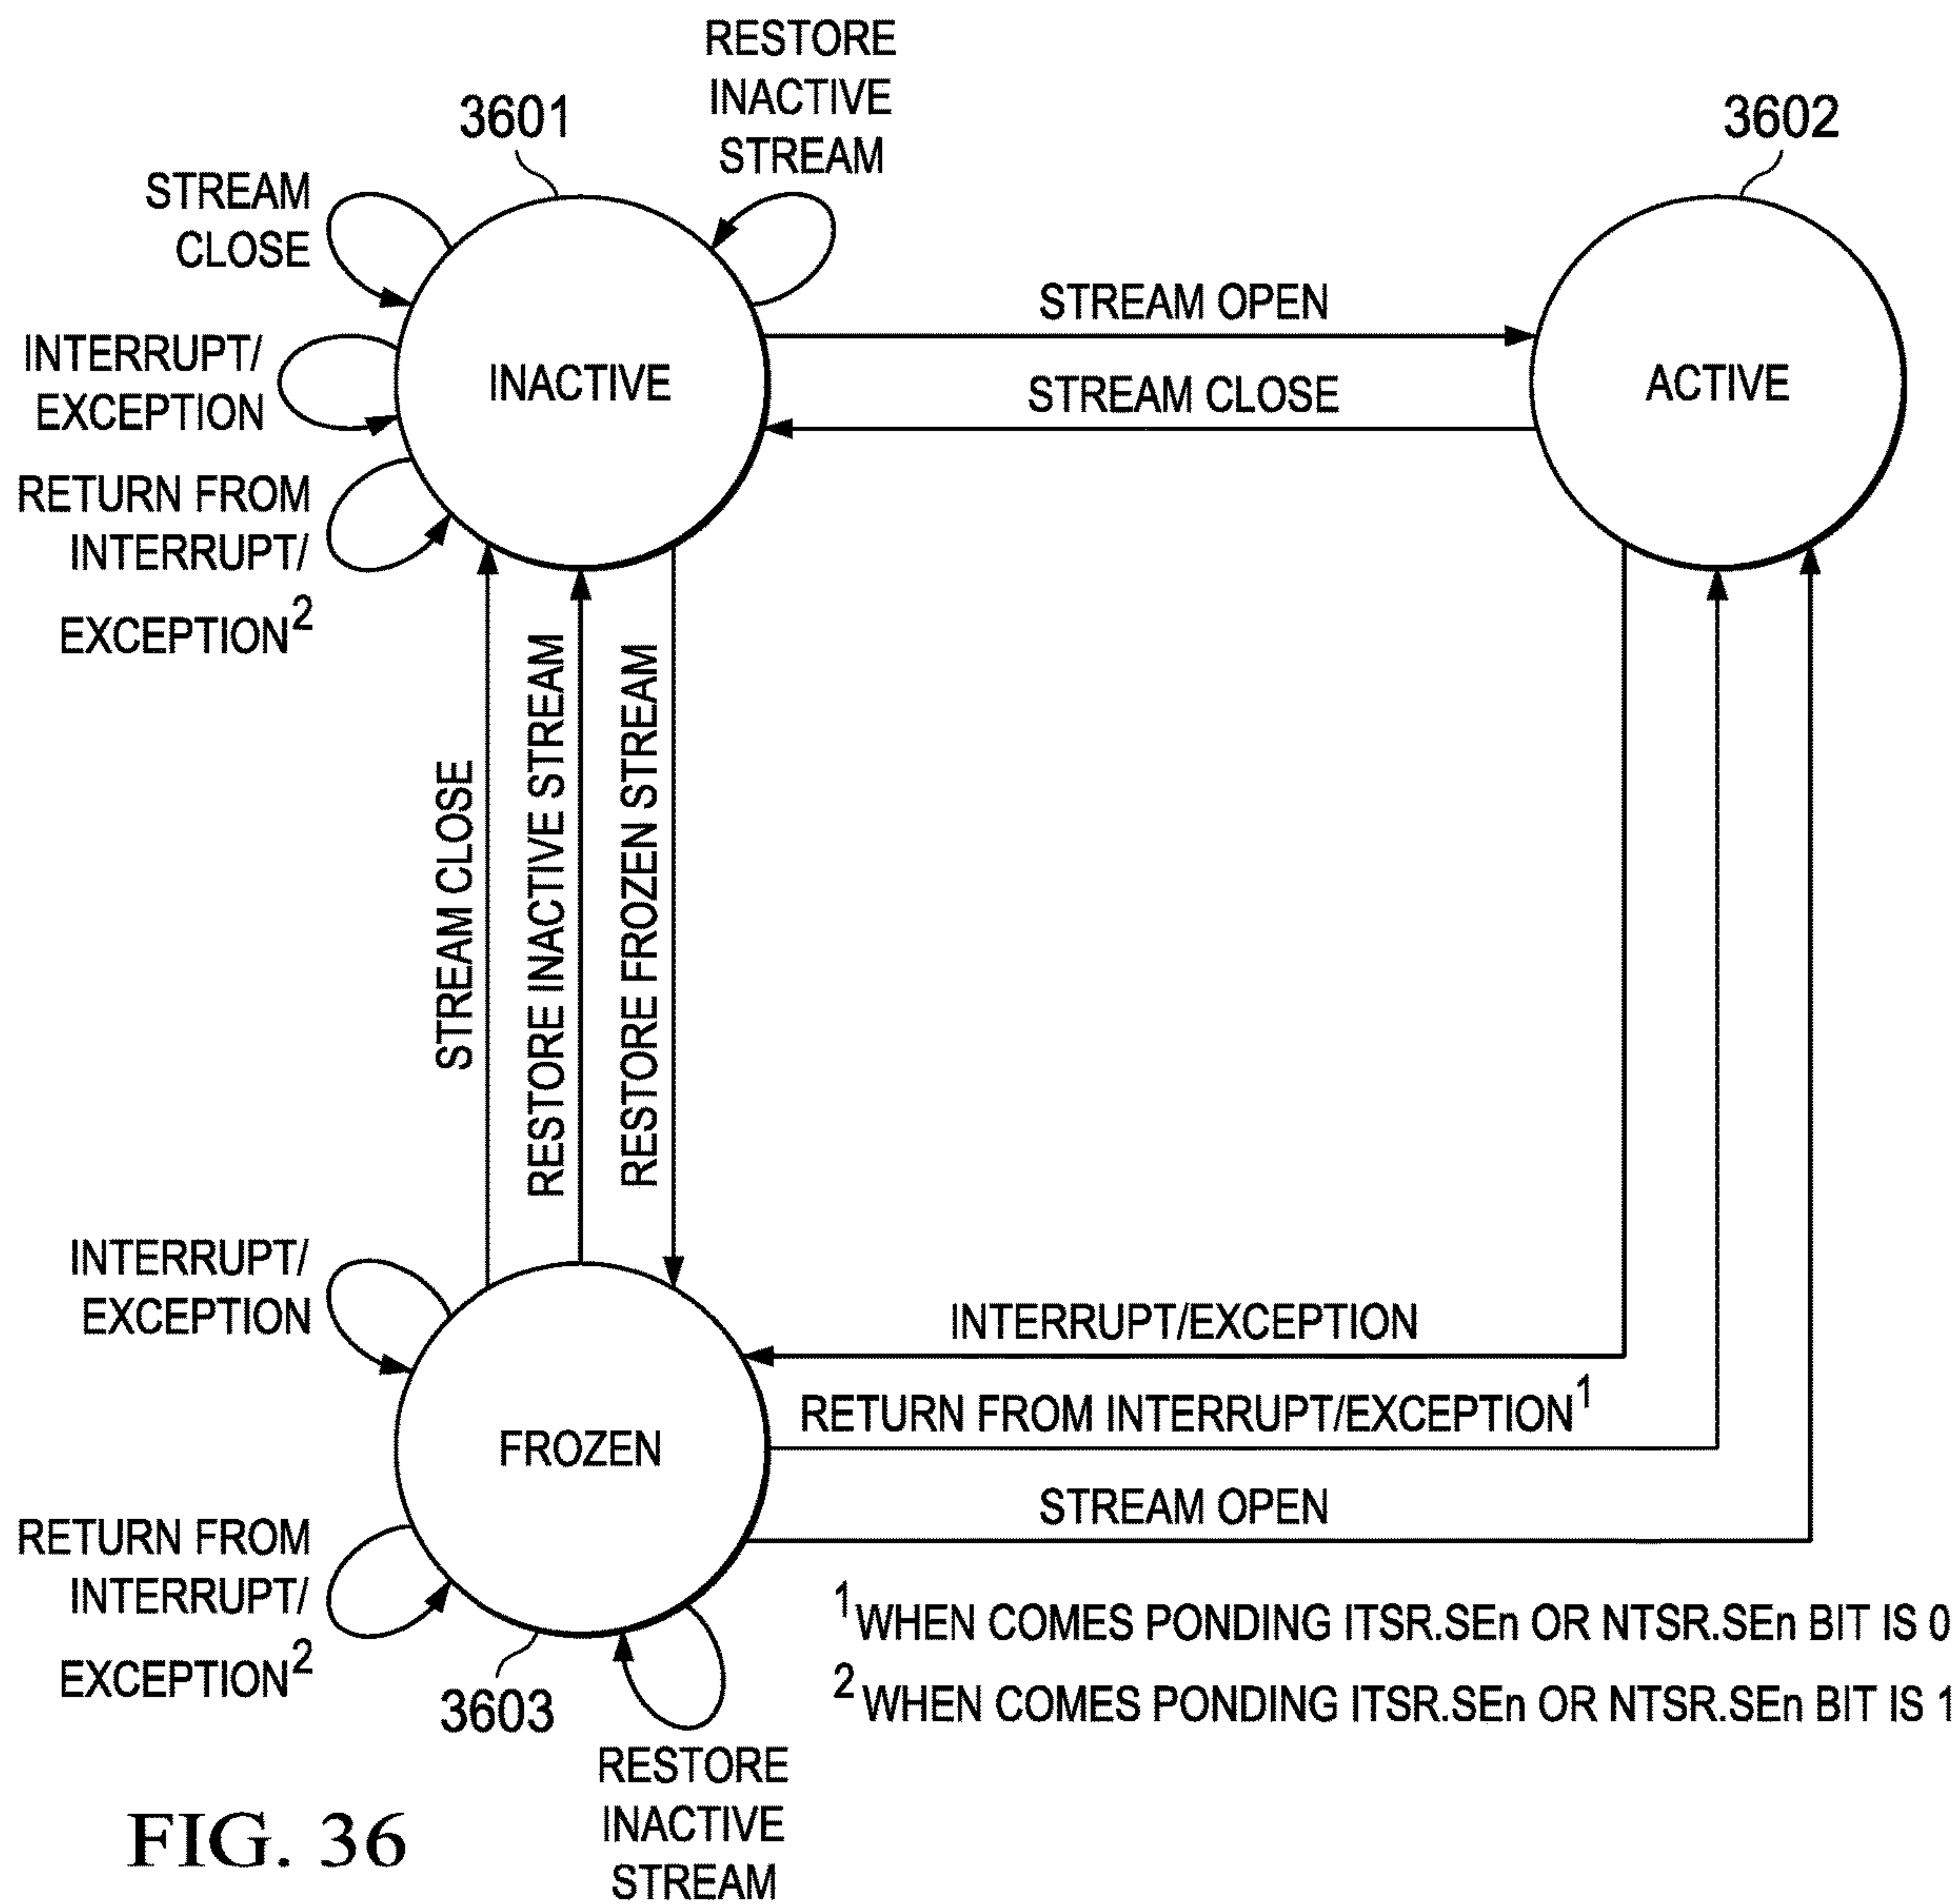 RESTORE
INACTIVE
STREAM
3601
3602
STREAM
CLOSE
STREAM OPEN
INTERRUPT/
EXCEPTION
INACTIVE
ACTIVE
STREAM CLOSE
RETURN FROM
INTERRUPT/
EXCEPTION²
STREAM CLOSE
RESTORE INACTIVE STREAM
RESTORE FROZEN STREAM
INTERRUPT/
EXCEPTION
INTERRUPT/EXCEPTION
RETURN FROM INTERRUPT/EXCEPTION¹
FROZEN
STREAM OPEN
RETURN FROM
INTERRUPT/
EXCEPTION²
¹WHEN COMES PONDING ITSR.SEn OR NTSR.SEn BIT IS 0
²WHEN COMES PONDING ITSR.SEn OR NTSR.SEn BIT IS 1
3603
RESTORE
INACTIVE
STREAM
FIG. 36